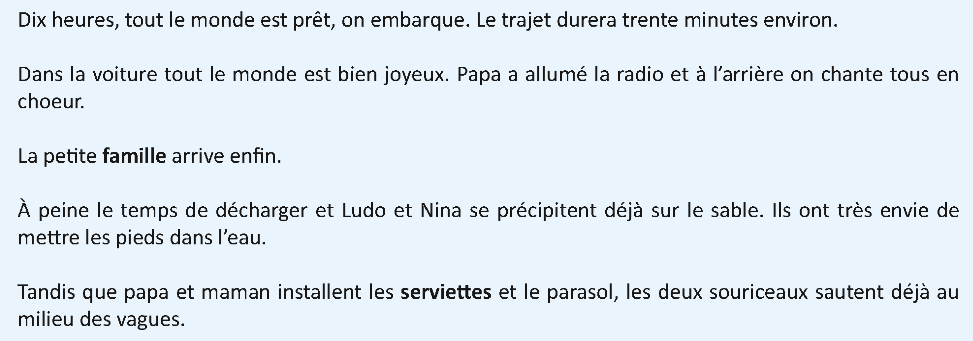 Dix heures, tout le monde est prêt, on embarque. Le trajet durera trente minutes environ.
Dans la voiture tout le monde est bien joyeux. Papa a allumé la radio et à l’arrière on chante tous en
choeur.
La petite famille arrive enfin.
À peine le temps de décharger et Ludo et Nina se précipitent déjà sur le sable. Ils ont très envie de
mettre les pieds dans l’eau.
Tandis que papa et maman installent les serviettes et le parasol, les deux souriceaux sautent déjà au
milieu des vagues.